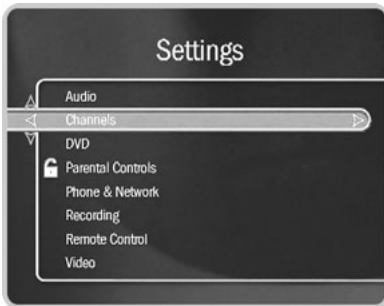 Settings
Audio
Channels
DVD
Parental Controls
Phone & Network
Recording
Remote Control
Video